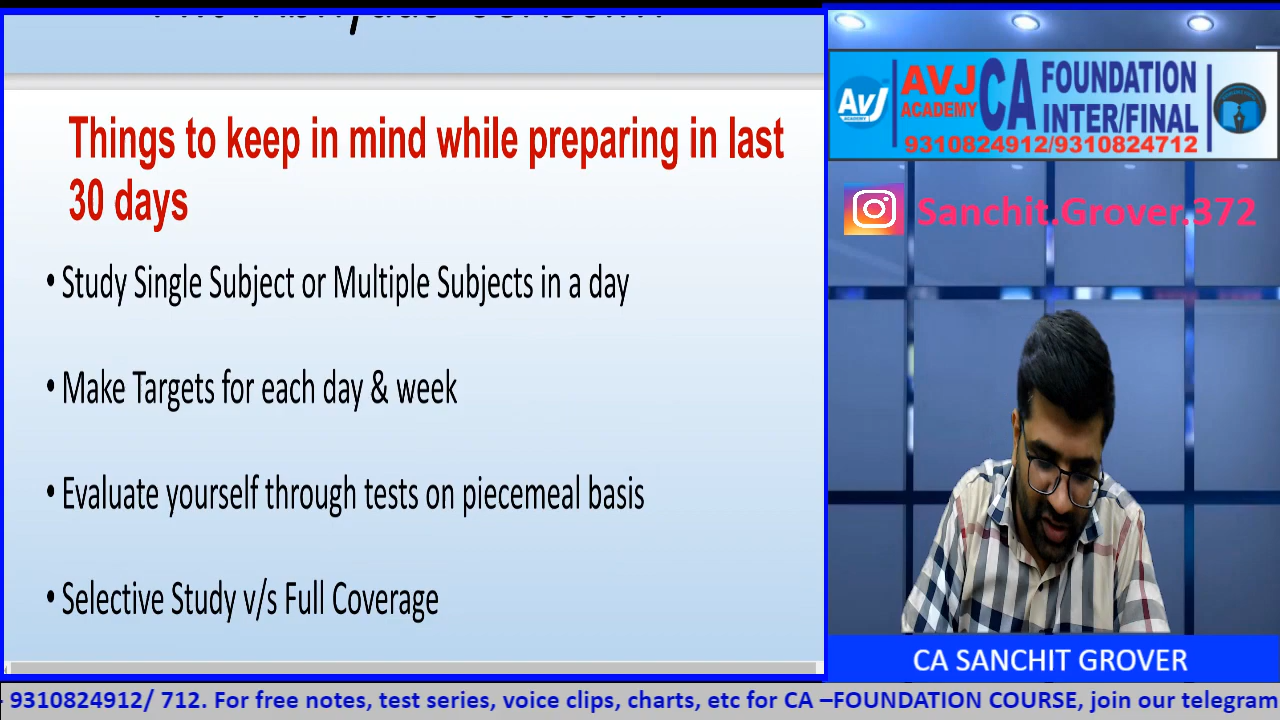 Things to keep in mind while preparing in last
30 days
• Study Single Subject or Multiple Subjects in a day
• Make Targets for each day & week
• Evaluate yourself through tests on piecemeal basis
• Selective Study v/s Full Coverage
AvJ
ACADEMY
AVJ
ACADEMY
CA
FOUNDATION
INTER/FINAL
9310824912/9310824712
Sanchit.Grover.372
CA SANCHIT GROVER
9310824912/ 712. For free notes, test series, voice clips, charts, etc for CA –FOUNDATION COURSE, join our telegram